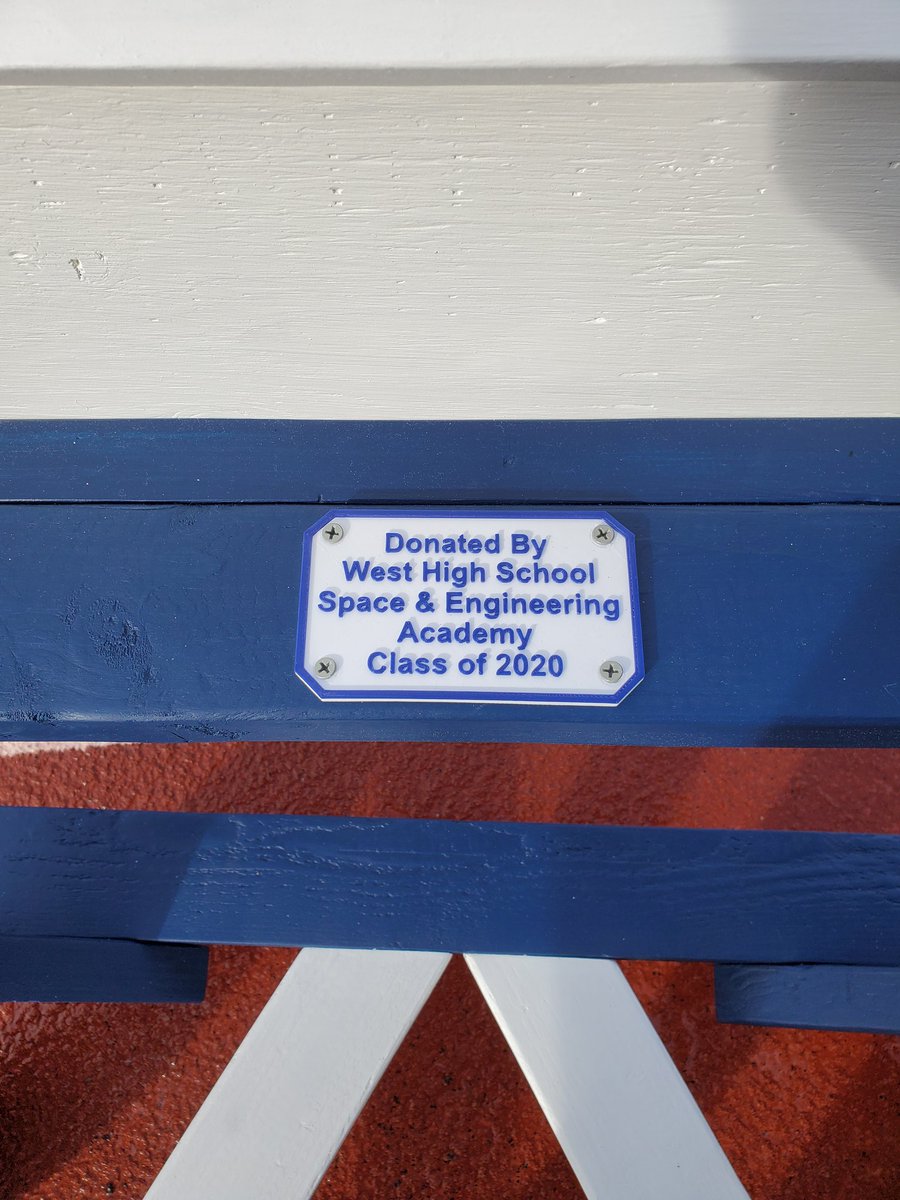 Donated By
West High School
Space & Engineering
Academy
Class of 2020